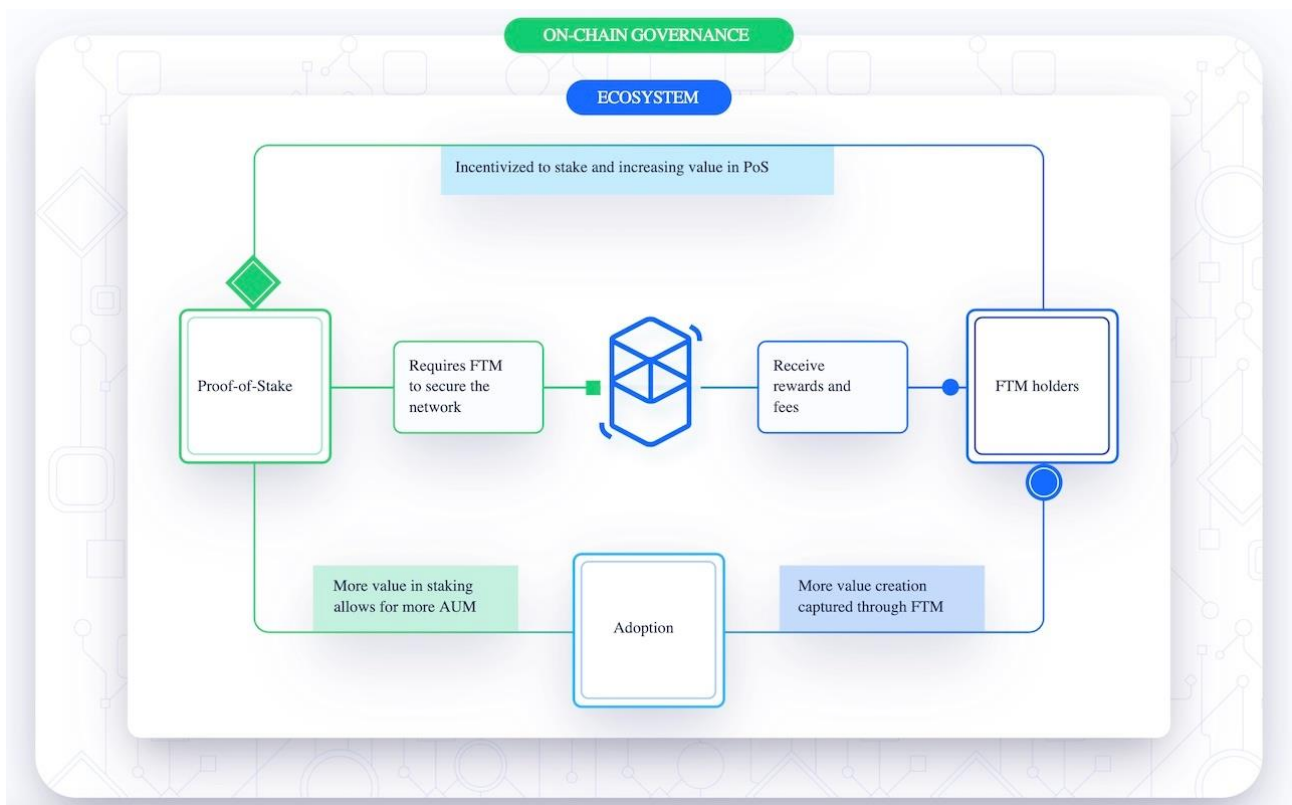 ON-CHAIN GOVERNANCE
ECOSYSTEM
Incentivized to stake and increasing value in PoS
Proof-of-Stake
Requires FTM
to secure the
network
Receive
rewards and
fees
FTM holders
More value in staking
allows for more AUM
Adoption
More value creation
captured through FTM